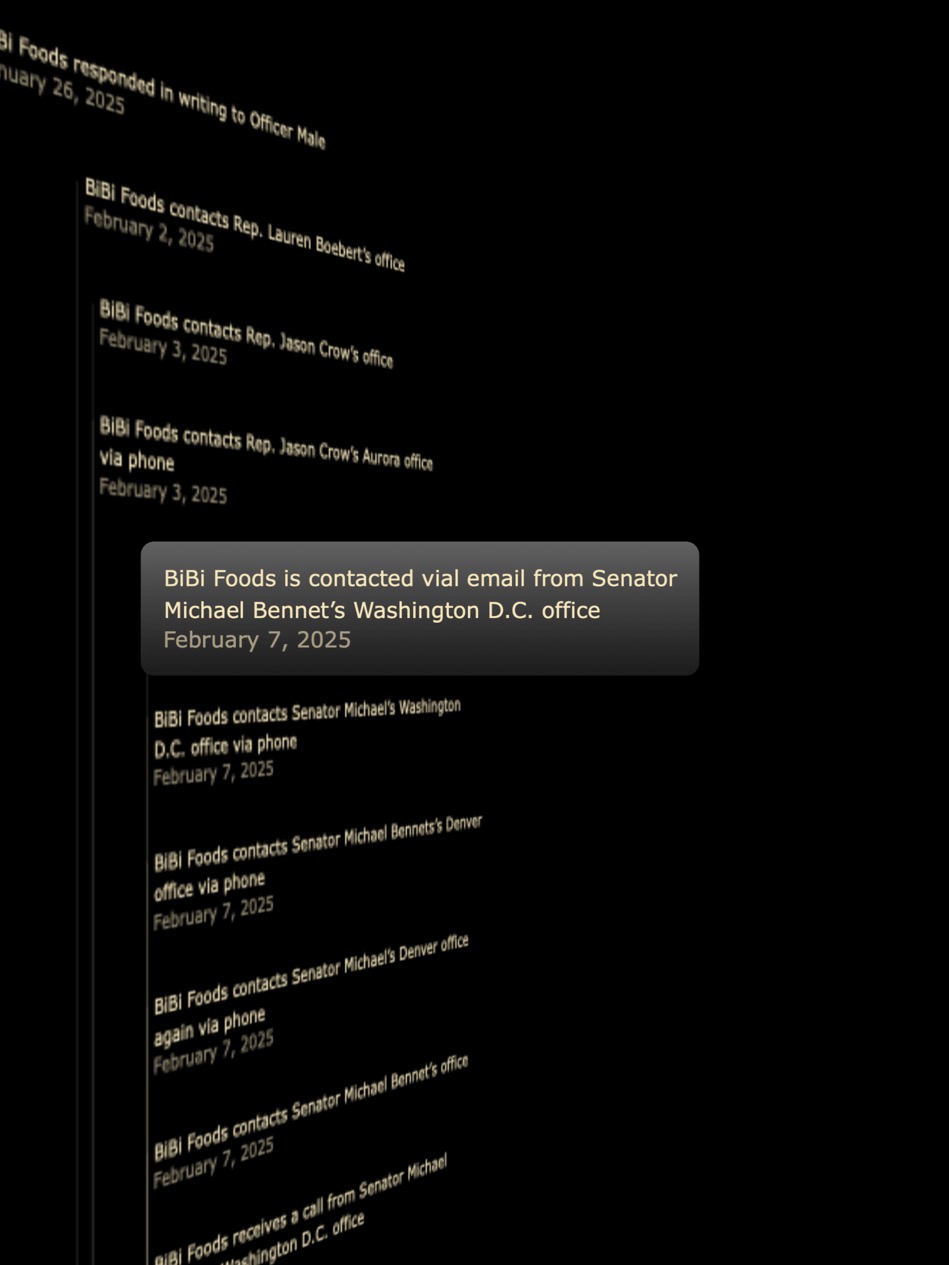 Bi Foods responded in writing to Officer Male
nuary 26, 2025
BiBi Foods contacts Rep. Lauren Boebert’s office
February 2, 2025
BiBi Foods contacts Rep. Jason Crow’s office
February 3, 2025
BiBi Foods contacts Rep. Jason Crow’s Aurora office
via phone
February 3, 2025
BiBi Foods is contacted vial email from Senator
Michael Bennet’s Washington D.C. office
February 7, 2025
BiBi Foods contacts Senator Michael’s Washington
D.C. office via phone
February 7, 2025
BiBi Foods contacts Senator Michael Bennets’s Denver
office via phone
February 7, 2025
BiBi Foods contacts Senator Michael’s Denver office
again via phone
February 7, 2025
BiBi Foods contacts Senator Michael Bennet’s office
February 7, 2025
BiBi Foods receives a call from Senator Michael
Washington D.C. office